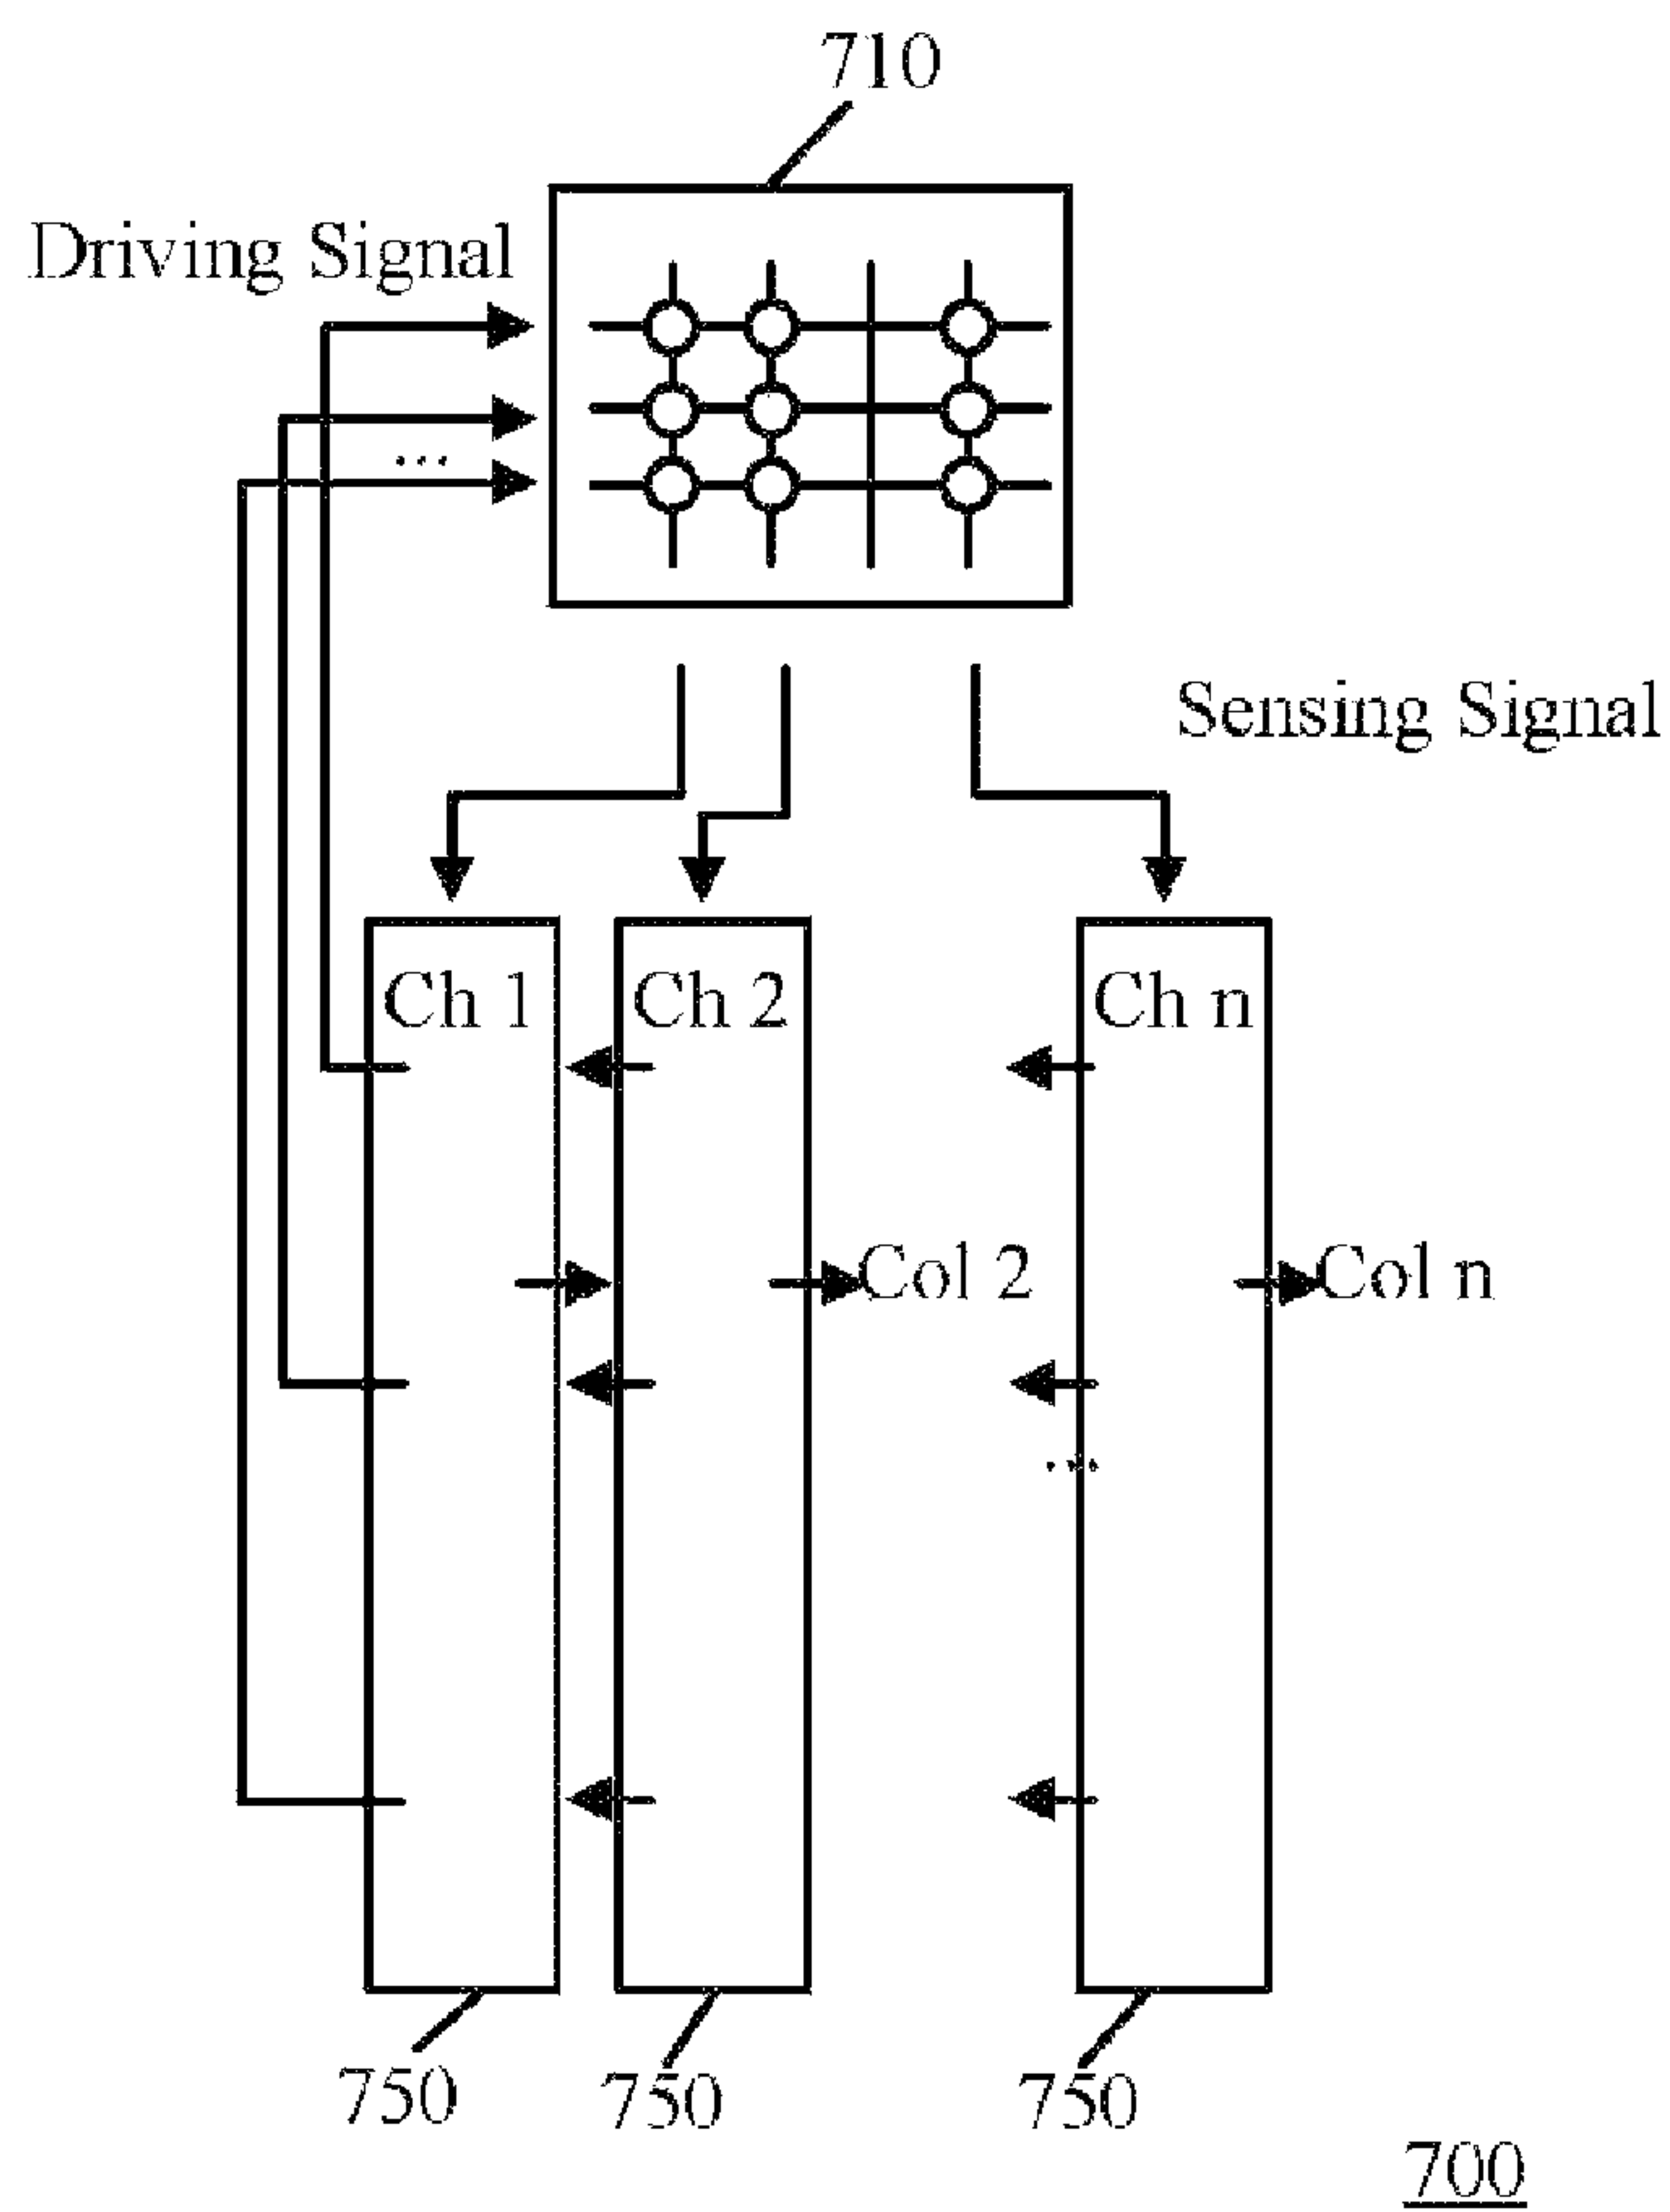 710
Driving Signal
...
Sensing Signal
Ch 1
Ch 2
Ch n
Col 2
Col n
...
750
750
750
700